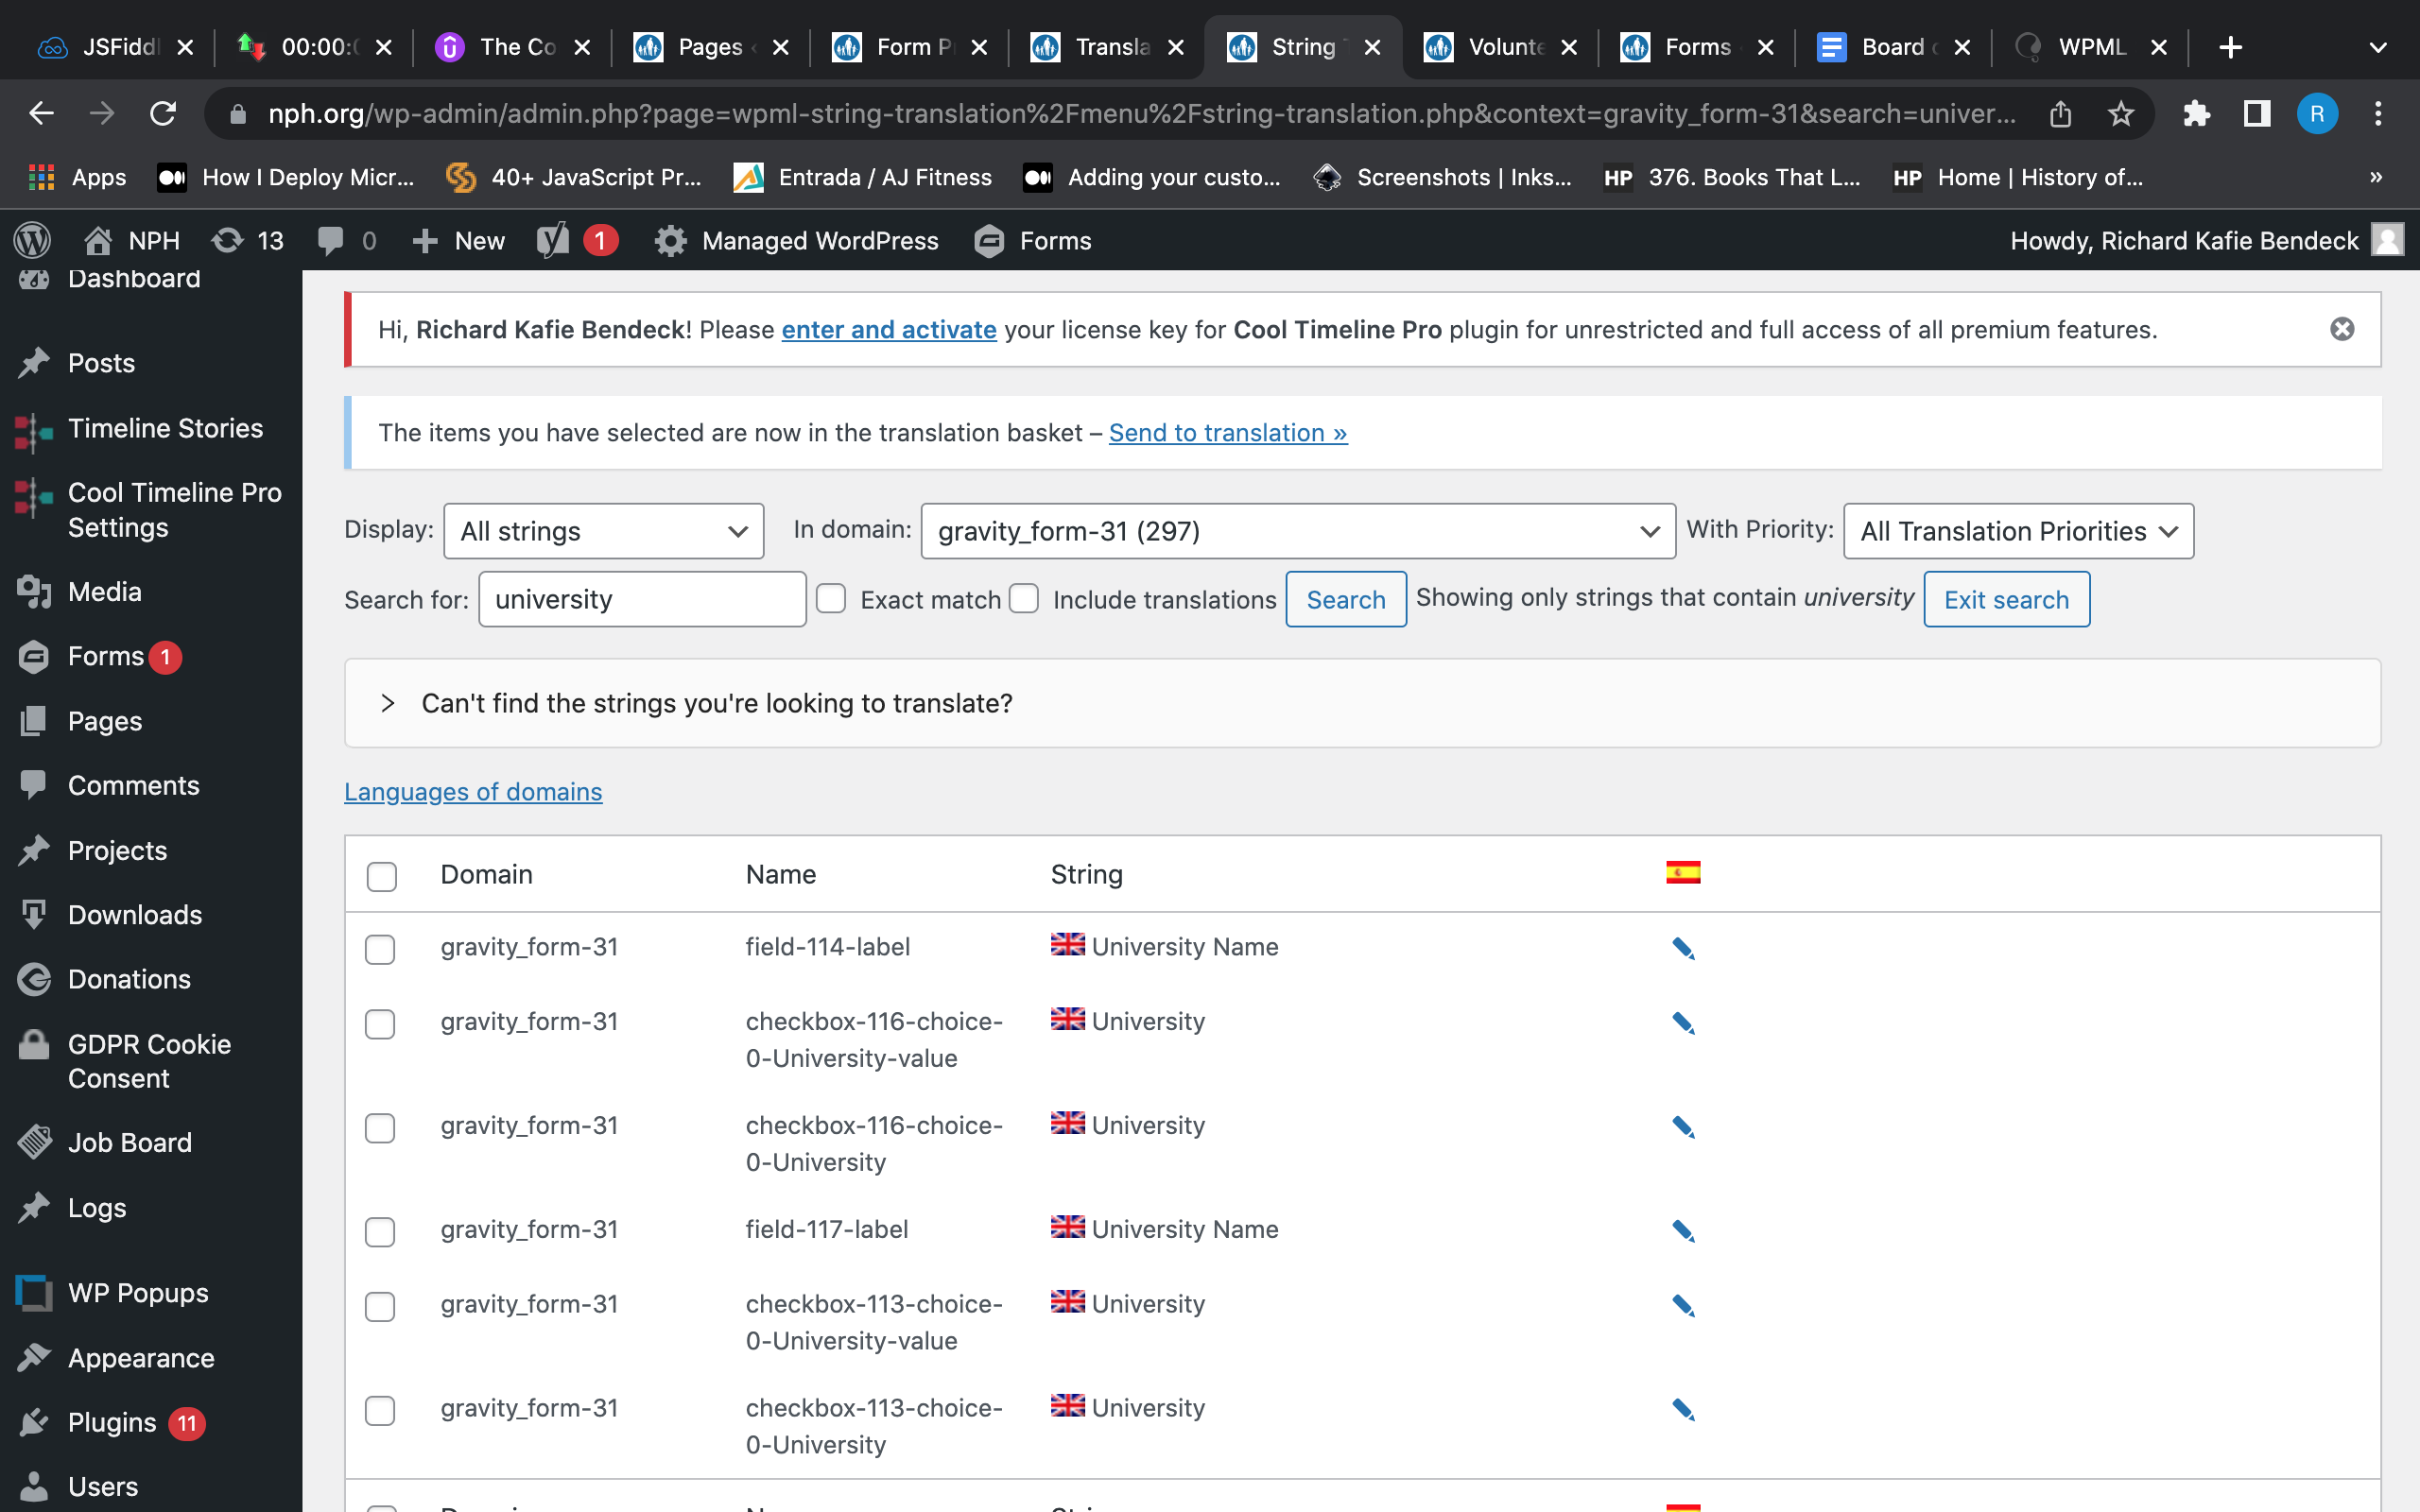 JSFiddl
00:00:0
The Co
Pages
Form P
Transla
String
Volunte
Forms
Board
WPML
nph.org/wp-admin/admin.php?page=wpml-string-translation%2Fmenu%2Fstring-translation.php&context=gravity_form-31&search=univer...
R
Apps
How I Deploy Micr...
40+ JavaScript Pr...
Entrada / AJ Fitness
Adding your custo...
Screenshots | Inks...
HP 376. Books That L...
HP Home | History of...
»
NPH
13
0
New
1
Managed WordPress
Forms
Howdy, Richard Kafie Bendeck
Dashboard
Posts
Timeline Stories
Cool Timeline Pro
Settings
Media
Forms 1
Pages
Comments
Projects
Downloads
Donations
GDPR Cookie
Consent
Job Board
Logs
WP Popups
Appearance
Plugins 11
Users
Hi, Richard Kafie Bendeck! Please enter and activate your license key for Cool Timeline Pro plugin for unrestricted and full access of all premium features.
The items you have selected are now in the translation basket – Send to translation »
Display: All strings In domain: gravity_form-31 (297) With Priority: All Translation Priorities
Search for: university Exact match Include translations Search Showing only strings that contain university Exit search
Can't find the strings you're looking to translate?
Languages of domains
Domain Name String
gravity_form-31 field-114-label University Name
gravity_form-31 checkbox-116-choice- University
0-University-value
gravity_form-31 checkbox-116-choice- University
0-University
gravity_form-31 field-117-label University Name
gravity_form-31 checkbox-113-choice- University
0-University-value
gravity_form-31 checkbox-113-choice- University
0-University